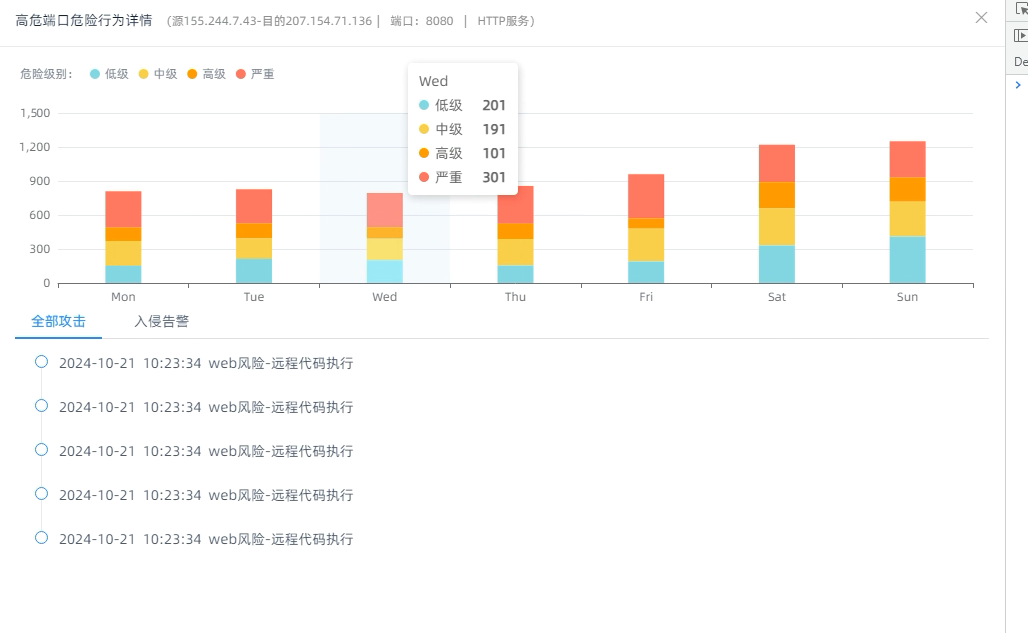 高危端口危险行为详情 (源155.244.7.43-目的207.154.71.136 | 端口: 8080 | HTTP服务)
危险级别: 低级 中级 高级 严重
Wed
低级 201
中级 191
高级 101
严重 301
1,500
1,200
900
600
300
0
Mon Tue Wed Thu Fri Sat Sun
全部攻击 入侵告警
2024-10-21 10:23:34 web风险-远程代码执行
2024-10-21 10:23:34 web风险-远程代码执行
2024-10-21 10:23:34 web风险-远程代码执行
2024-10-21 10:23:34 web风险-远程代码执行
2024-10-21 10:23:34 web风险-远程代码执行
De